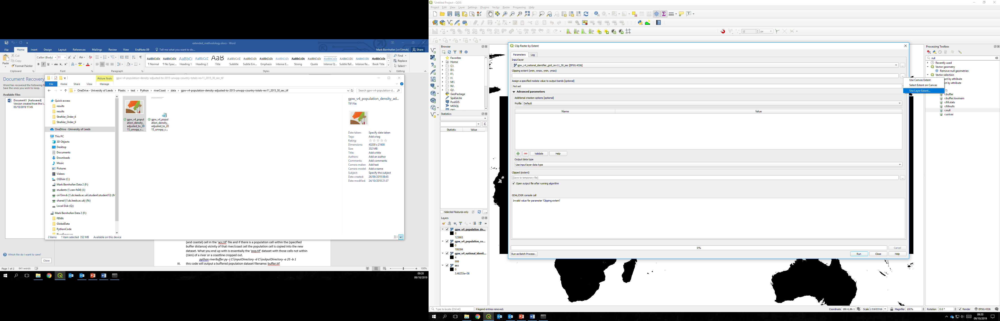 extended_methodology.docx - Word
File Home Insert Design Layout References Mailings Review View EndNote X9 Tell me what you want to do...
Mark Bernhofen [cn13mvb] Share
Paste
Cut
Copy
Format Painter
Calibri (Body) 11
AaBbCcDc AaBbCcDc AaBbCc AaBbCcE AaB AaBbCcD AaBbCcDc AaBbCcDc AaBbCcDc AaBbCcDc AaBbCcDc AaBbCcDc AaBbCcDc AaBbCcDc
¶ Normal ¶ No Spac... Heading 1 Heading 2 Title Subtitle Subtle Em... Emphasis Intense E... Strong Quote Intense Q... Subtle Ref... Intense Re... Book Title
Find
Replace
Select
Clipboard Font Paragraph Styles Editing
Document Recovery
Word has recovered the following f
Save the ones you wish to keep.
Available Files
Document1 [Autosaved]
Version created from the l...
03/10/2019 17:45
Which file do I want to save?
Close
Picture Tools
gpw-v4-population-density-adjusted-to-2015-unwpp-country-totals-rev11_2015_30_sec_tif
File Home Share View Manage
OneDrive - University of Leeds > Plastic > test > Python > riverCoast > data > gpw-v4-population-density-adjusted-to-2015-unwpp-country-totals-rev11_2015_30_sec_tif
Search gpw-v4-population-d...
Quick access
results
results
Strahler_Order_6
Strahler_Order_9
OneDrive - University of Leeds
This PC
3D Objects
Desktop
Documents
Downloads
Music
Pictures
Videos
OSDisk (C:)
Mark Bernhofen Data 2 (F:)
students (\\cen-fs04) (I:)
cn13mvb (\\ds.leeds.ac.uk\student\student13) (M
shared (\\ds.leeds.ac.uk) (N:)
Local Disk (Q:)
Mark Bernhofen Data 2 (F:)
FEMA
GlobalData
PythonCode
gpw_v4_popul
ation_density_
adjusted_to_20
15_unwpp_c...
gpw_v4_popul
ation_density_
adjusted_to_20
15_unwpp_c...
gpw_v4_population_density_ad...
TIF File
Date taken: Specify date taken
Tags: Add a tag
Rating:
Dimensions: 43200 x 21600
Size: 352 MB
Title: Add a title
Authors: Add an author
Comments: Add comments
Camera maker: Add text
Camera model: Add a name
Subject: Specify the subject
Date created: 26/09/2019 09:45
Date modified: 24/10/2018 21:37
2 items 1 item selected 352 MB Available on this device
(and coastal) cell in the 'acc.tif' file and if there is a population cell within the (specified
buffer distance) vicinity of that river/coast cell the population cell is copied into the new
dataset. What you end up with is essentially the 'pop.tif' dataset with those cells not within
(1km) of a river or a coastline cropped out.
python riverBuffer.py -i C:\inputDirectory -d C:\outputDirectory -a 25 -b 1
III. this code will output a buffered population dataset filename: buffer.tif
Page 1 of 2 641 words
100%
09:20
09/10/2019
*Untitled Project - QGIS
Project Edit View Layer Settings Plugins Vector Raster Processing Help
12 px
Browser
Favorites
Home
C:\
D:\
F:\
I:\
M:\
N:\
Q:\
GeoPackage
SpatiaLite
PostGIS
MSSQL
DB2
Statistics
Statistic Value
Selected features only
Layers
gpw_v4_population_de...
0
123663
gpw_v4_population_co...
0
106394
gpw_v4_national_identi...
4
999
acc
0
3.46253e+06
Clip Raster by Extent
Parameters Log
Input layer
gpw_v4_national_identifier_grid_rev11_30_sec [EPSG:4326]
Clipping extent (xmin, xmax, ymin, ymax)
Assign a specified nodata value to output bands [optional]
Not set
Advanced parameters
Additional creation options [optional]
Profile Default
Name Value
Validate Help
Output data type
Use input layer data type
Clipped (extent)
[Save to temporary file]
Open output file after running algorithm
GDAL/OGR console call
Invalid value for parameter 'Clipping extent'
0% Cancel
Run as Batch Process... Run Close Help
Use Canvas Extent
Select Extent on Canvas
Use Layer Extent...
Processing Toolbox
null
Recently used
Vector geometry
Remove null geometries
Vector selection
act by attribute
t by attribute
r.buffer
r.buffer.lowmem
r.fill.stats
r.fillnulls
r.null
r.univar
Type to locate (Ctrl+K) 4 legend entries removed.
Coordinate 180.6,86.1 Scale 1:31653316 Magnifier 100% Rotation 0.0 ° Render EPSG:4326
09:20
09/10/2019